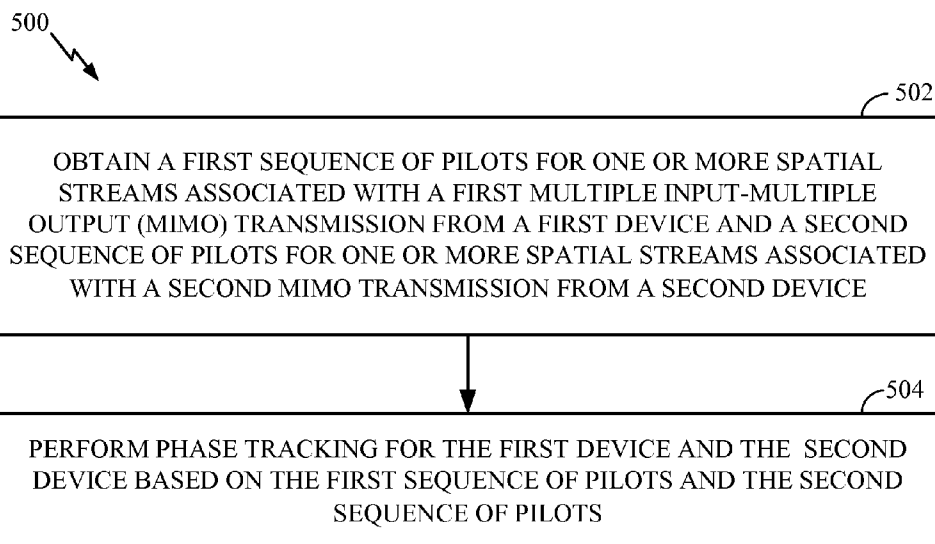 500
502
OBTAIN A FIRST SEQUENCE OF PILOTS FOR ONE OR MORE SPATIAL
STREAMS ASSOCIATED WITH A FIRST MULTIPLE INPUT-MULTIPLE
OUTPUT (MIMO) TRANSMISSION FROM A FIRST DEVICE AND A SECOND
SEQUENCE OF PILOTS FOR ONE OR MORE SPATIAL STREAMS ASSOCIATED
WITH A SECOND MIMO TRANSMISSION FROM A SECOND DEVICE
504
PERFORM PHASE TRACKING FOR THE FIRST DEVICE AND THE SECOND
DEVICE BASED ON THE FIRST SEQUENCE OF PILOTS AND THE SECOND
SEQUENCE OF PILOTS